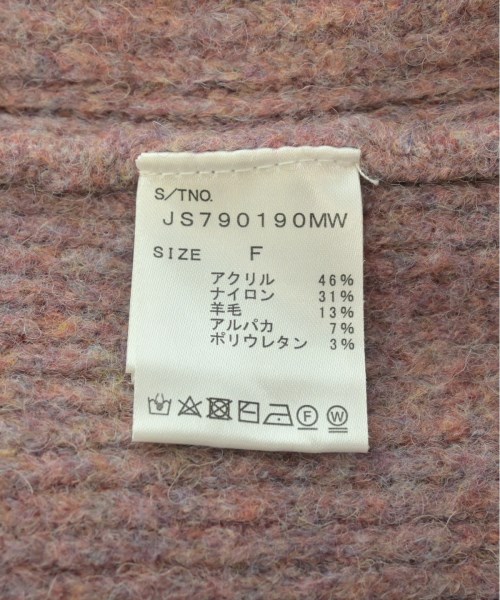 S/TNO.
JS790190MW
SIZE F
アクリル 46%
ナイロン 31%
羊毛 13%
アルパカ 7%
ポリウレタン 3%
F W